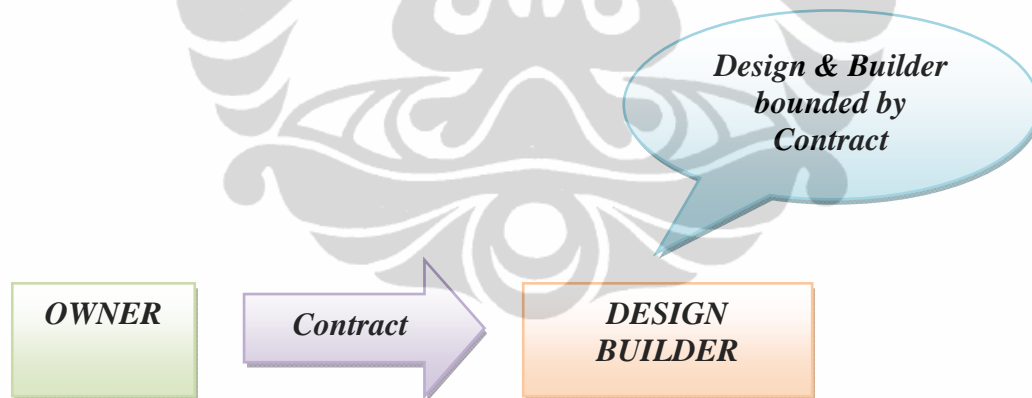 Design & Builder
bounded by
Contract
OWNER
Contract
DESIGN
BUILDER